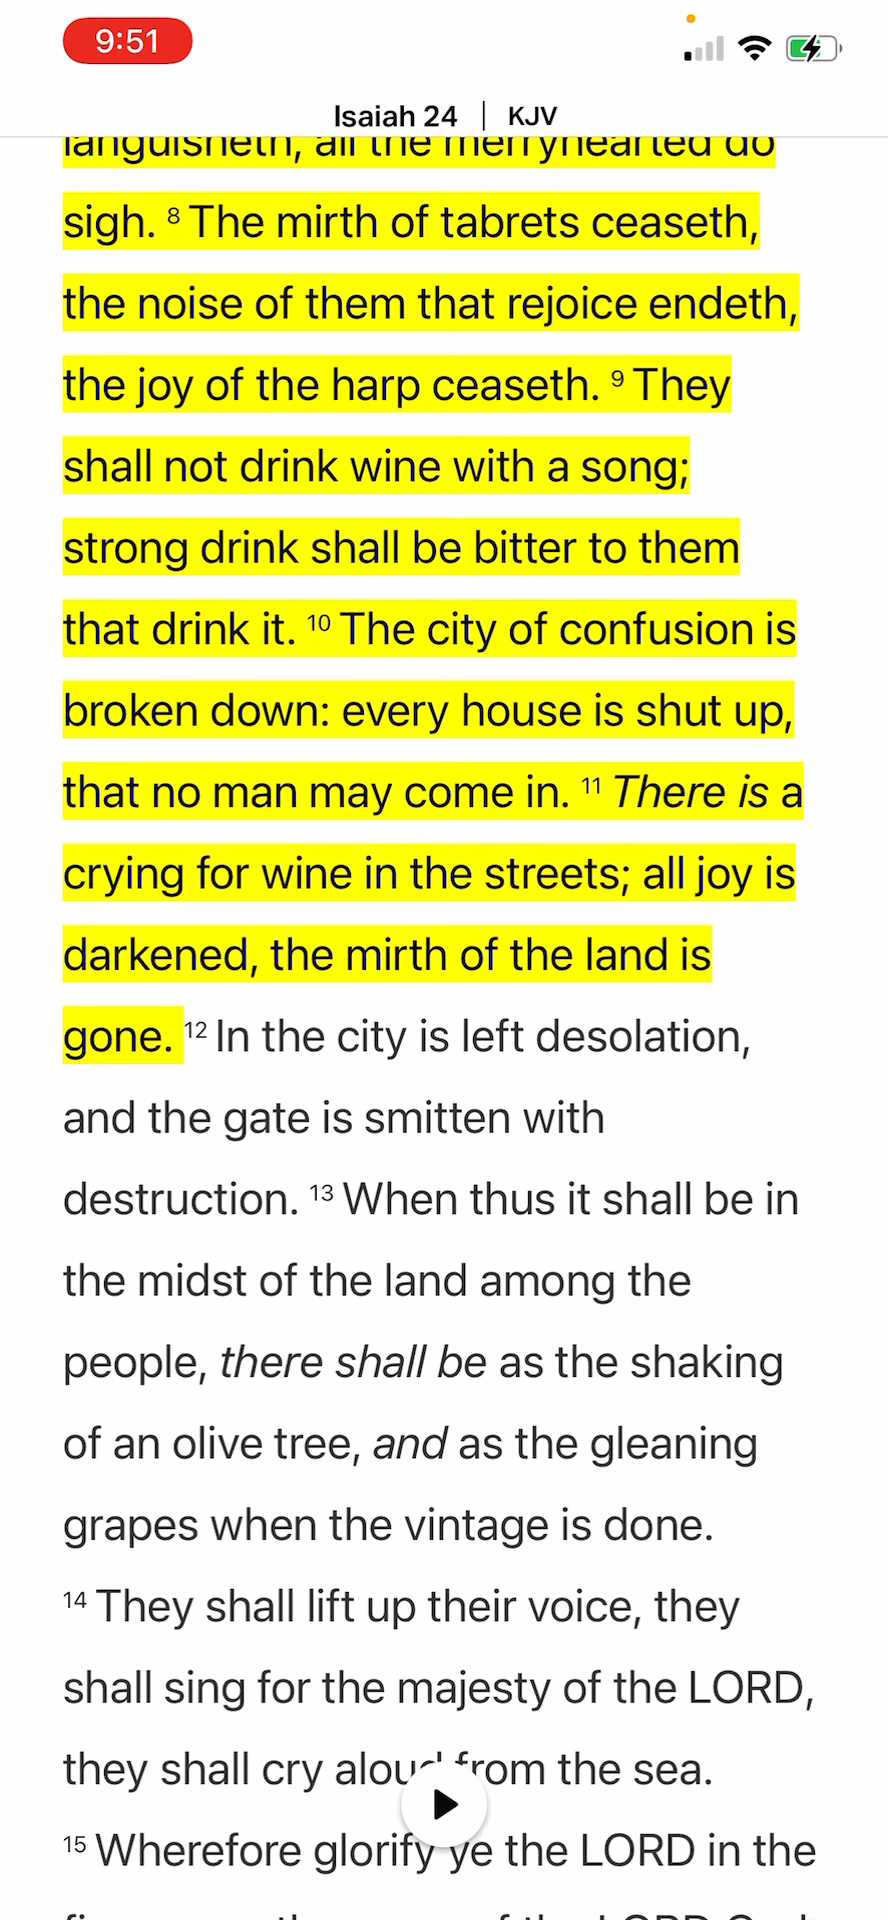 9:51
Isaiah 24 | KJV
languisheth, all the merryhearted do
sigh. 8 The mirth of tabrets ceaseth,
the noise of them that rejoice endeth,
the joy of the harp ceaseth. 9 They
shall not drink wine with a song;
strong drink shall be bitter to them
that drink it. 10 The city of confusion is
broken down: every house is shut up,
that no man may come in. 11 There is a
crying for wine in the streets; all joy is
darkened, the mirth of the land is
gone. 12 In the city is left desolation,
and the gate is smitten with
destruction. 13 When thus it shall be in
the midst of the land among the
people, there shall be as the shaking
of an olive tree, and as the gleaning
grapes when the vintage is done.
14 They shall lift up their voice, they
shall sing for the majesty of the LORD,
they shall cry aloud from the sea.
15 Wherefore glorify ye the LORD in the